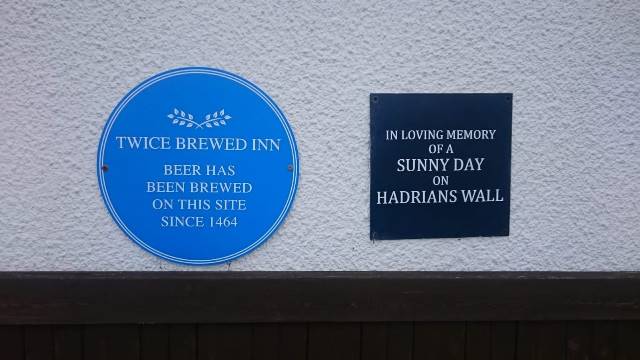 TWICE BREWED INN
BEER HAS
BEEN BREWED
ON THIS SITE
SINCE 1464
IN LOVING MEMORY
OF A
SUNNY DAY
ON
HADRIANS WALL